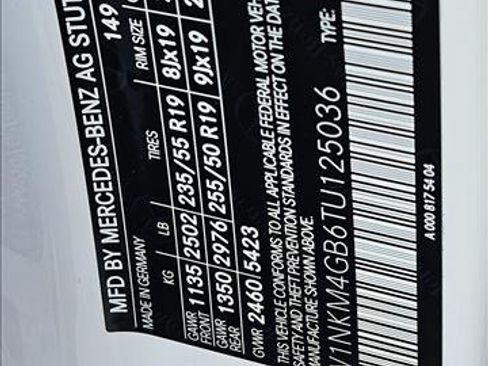 MFD BY MERCEDES-BENZ AG STUT
149
MADE IN GERMANY
KG LB TIRES RIM SIZE
GAWR FRONT 1135 2502 235/55 R19 8Jx19
GAWR REAR 1350 2976 255/50 R19 9Jx19
GVWR 2460 5423
THIS VEHICLE CONFORMS TO ALL APPLICABLE FEDERAL MOTOR VEH
SAFETY AND THEFT PREVENTION STANDARDS IN EFFECT ON THE DAT
MANUFACTURE SHOWN ABOVE.
1NKM4GB6TU125036 TYPE:
A 000 817 54 04